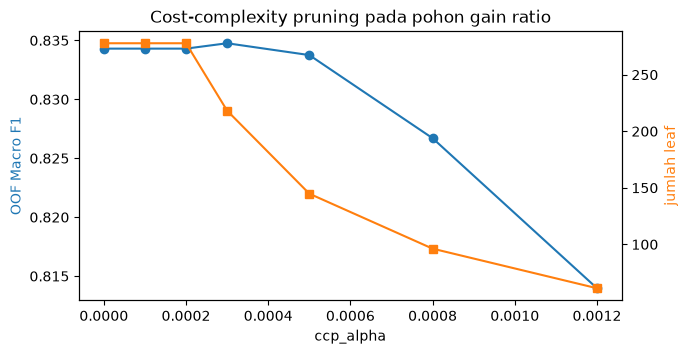 Cost-complexity pruning pada pohon gain ratio
OOF Macro F1
0.835
0.830
0.825
0.820
0.815
250
200
150
100
jumlah leaf
0.0000 0.0002 0.0004 0.0006 0.0008 0.0010 0.0012
ccp_alpha